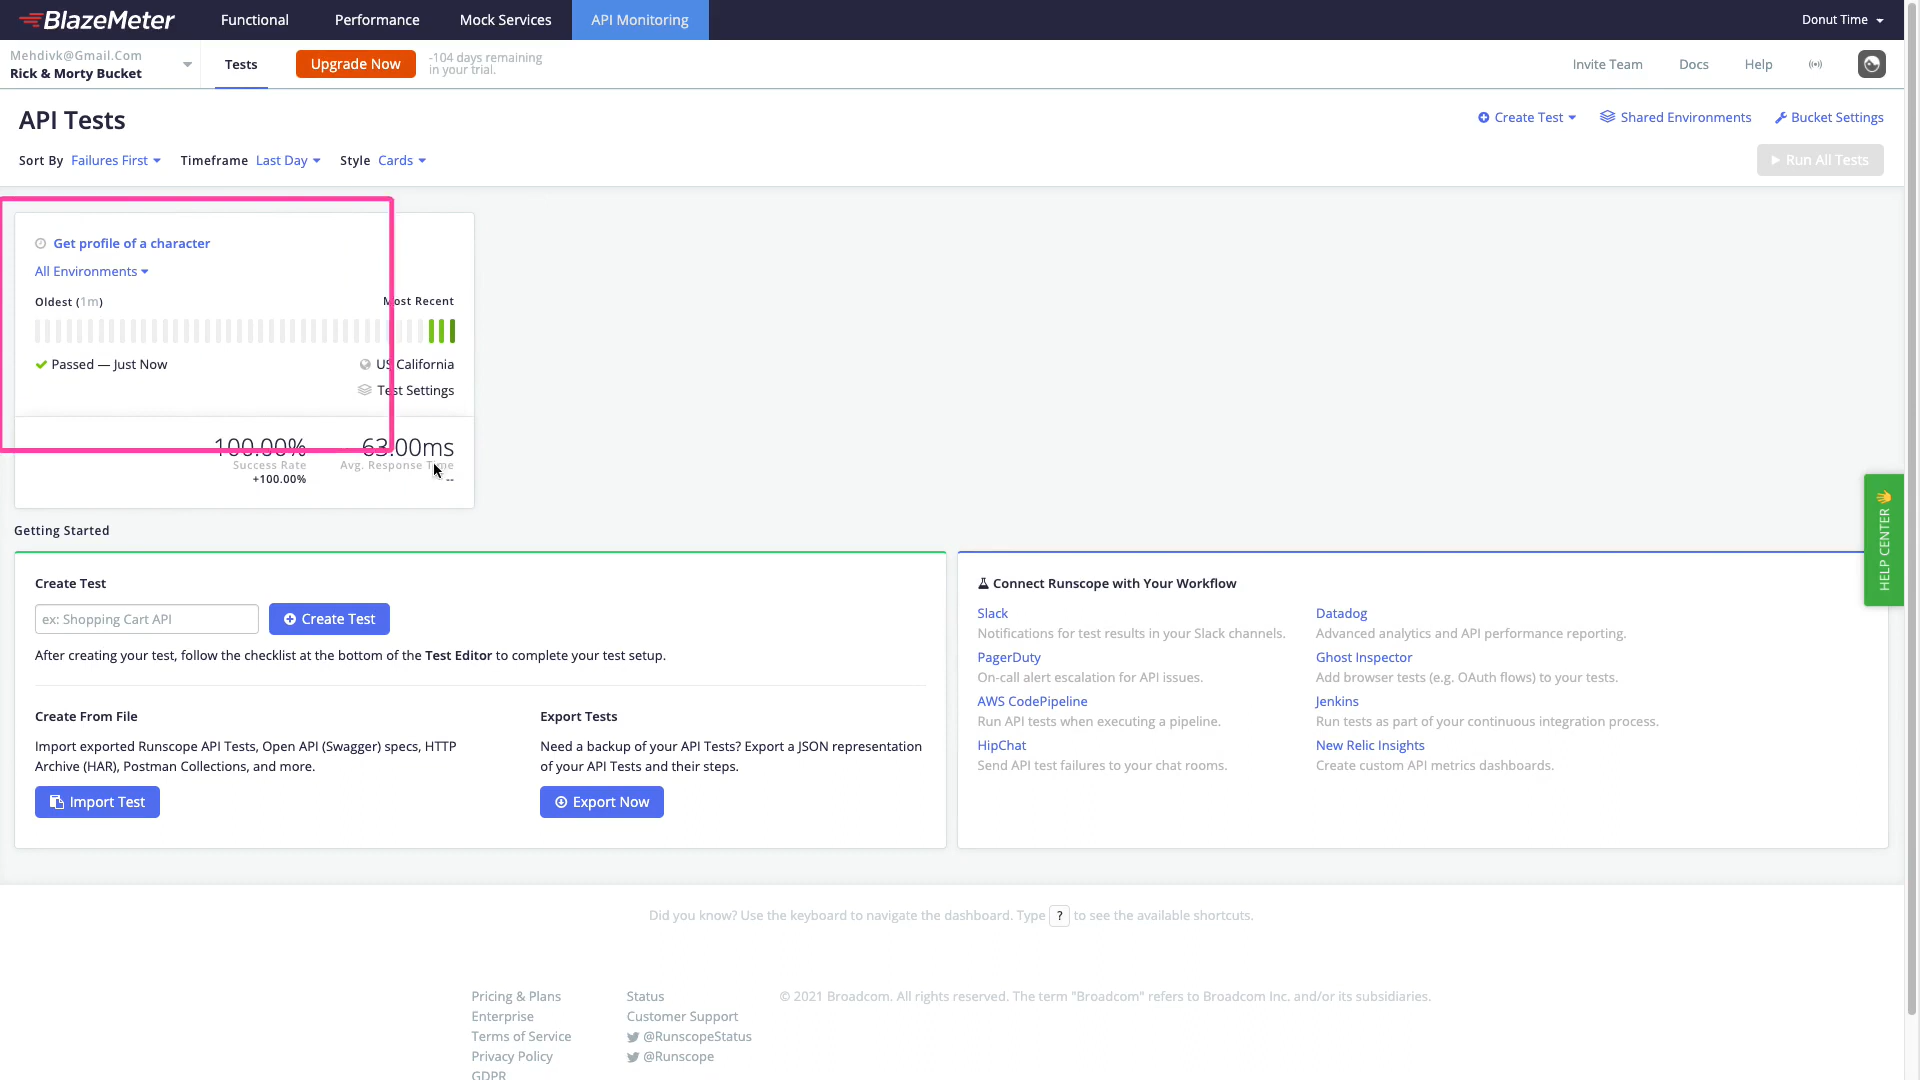 BlazeMeter
Functional
Performance
Mock Services
API Monitoring
Donut Time
Mehdivk@Gmail.Com
Rick & Morty Bucket
Tests
Upgrade Now
-104 days remaining
in your trial.
Invite Team
Docs
Help
API Tests
Create Test
Shared Environments
Bucket Settings
Sort By Failures First
Timeframe Last Day
Style Cards
Run All Tests
Get profile of a character
All Environments
Oldest (1m)
Most Recent
Passed — Just Now
US California
Test Settings
100.00%
Success Rate
+100.00%
63.00ms
Avg. Response Time
--
HELP CENTER
Getting Started
Create Test
ex: Shopping Cart API
Create Test
After creating your test, follow the checklist at the bottom of the Test Editor to complete your test setup.
Create From File
Import exported Runscope API Tests, Open API (Swagger) specs, HTTP
Archive (HAR), Postman Collections, and more.
Import Test
Export Tests
Need a backup of your API Tests? Export a JSON representation
of your API Tests and their steps.
Export Now
Connect Runscope with Your Workflow
Slack
Notifications for test results in your Slack channels.
PagerDuty
On-call alert escalation for API issues.
AWS CodePipeline
Run API tests when executing a pipeline.
HipChat
Send API test failures to your chat rooms.
Datadog
Advanced analytics and API performance reporting.
Ghost Inspector
Add browser tests (e.g. OAuth flows) to your tests.
Jenkins
Run tests as part of your continuous integration process.
New Relic Insights
Create custom API metrics dashboards.
Did you know? Use the keyboard to navigate the dashboard. Type ? to see the available shortcuts.
Pricing & Plans
Enterprise
Terms of Service
Privacy Policy
GDPR
Status
Customer Support
@RunscopeStatus
@Runscope
© 2021 Broadcom. All rights reserved. The term "Broadcom" refers to Broadcom Inc. and/or its subsidiaries.